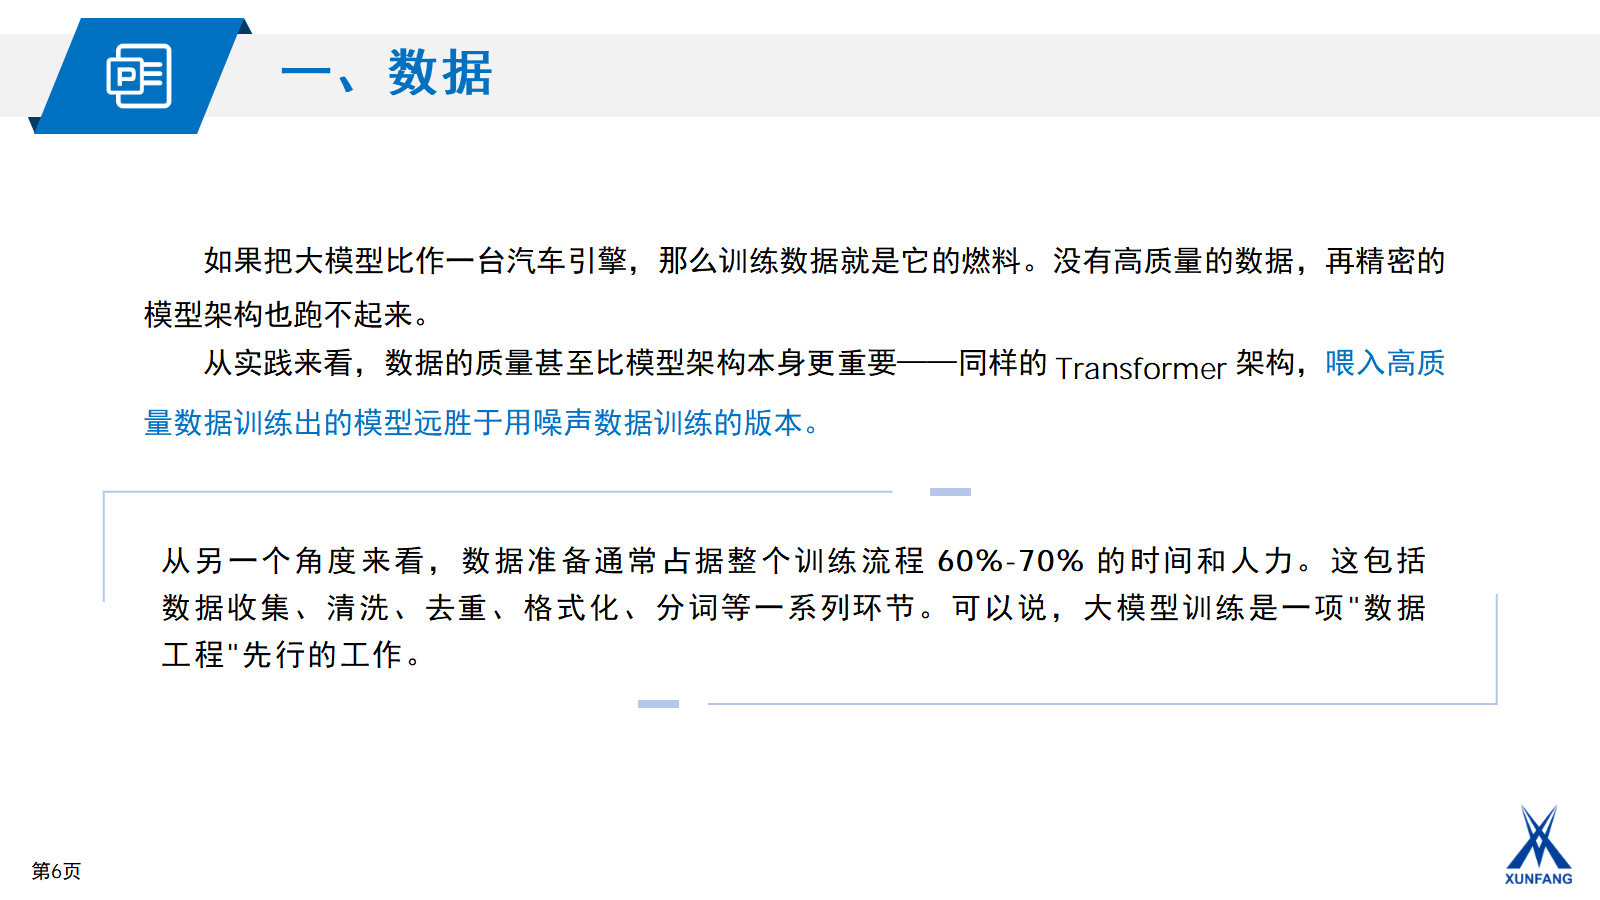 一、数据
如果把大模型比作一台汽车引擎，那么训练数据就是它的燃料。没有高质量的数据，再精密的
模型架构也跑不起来。
从实践来看，数据的质量甚至比模型架构本身更重要——同样的 Transformer 架构，喂入高质
量数据训练出的模型远胜于用噪声数据训练的版本。
从另一个角度来看，数据准备通常占据整个训练流程 60%-70% 的时间和人力。这包括
数据收集、清洗、去重、格式化、分词等一系列环节。可以说，大模型训练是一项"数据
工程"先行的工作。
第6页
XUNFANG